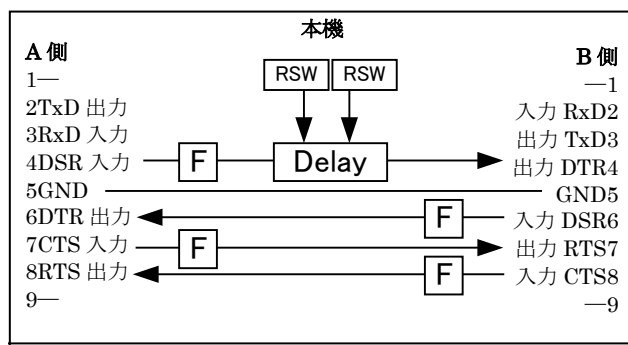 本機
A 側
B 側
RSW RSW
1—
—1
2TxD 出力
入力 RxD2
3RxD 入力
出力 TxD3
4DSR 入力
F
Delay
出力 DTR4
5GND
GND5
6DTR 出力
F
入力 DSR6
7CTS 入力
F
出力 RTS7
8RTS 出力
F
入力 CTS8
9—
—9